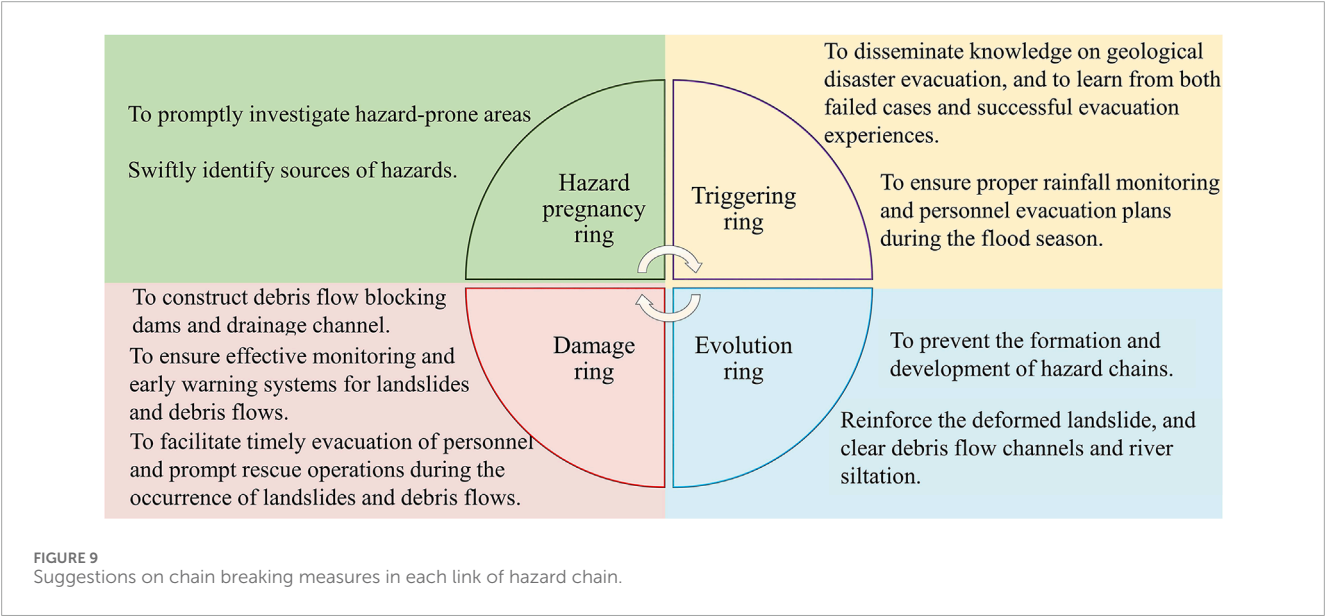 To promptly investigate hazard-prone areas
Swiftly identify sources of hazards.
Hazard
pregnancy
ring
To disseminate knowledge on geological
disaster evacuation, and to learn from both
failed cases and successful evacuation
experiences.
To ensure proper rainfall monitoring
and personnel evacuation plans
during the flood season.
Triggering
ring
To construct debris flow blocking
dams and drainage channel.
To ensure effective monitoring and
early warning systems for landslides
and debris flows.
To facilitate timely evacuation of personnel
and prompt rescue operations during the
occurrence of landslides and debris flows.
Damage
ring
Evolution
ring
To prevent the formation and
development of hazard chains.
Reinforce the deformed landslide, and
clear debris flow channels and river
siltation.
FIGURE 9
Suggestions on chain breaking measures in each link of hazard chain.